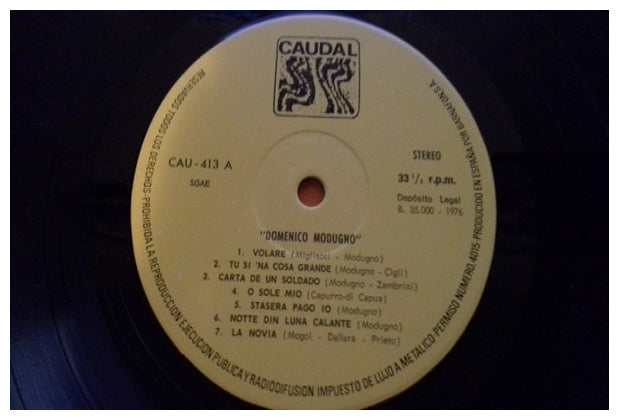 CAUDAL
CAU - 413 A
SGAE
STEREO
33 1/3 r.p.m.
Depósito Legal
B. 35.000 - 1976
"DOMENICO MODUGNO"
1. VOLARE (Migliacci - Modugno)
2. TU SI 'NA COSA GRANDE (Modugno - Cigli)
3. CARTA DE UN SOLDADO (Modugno - Zambrini)
4. O SOLE MIO (Capurro-di Capua)
5. STASERA PAGO IO (Modugno)
6. NOTTE DIN LUNA CALANTE (Modugno)
7. LA NOVIA (Mogol - Dallara - Prieto)
RESERVADOS TODOS LOS DERECHOS-PROHIBIDA LA REPRODUCCION EJECUCION PUBLICA Y RADIODIFUSION IMPUESTO DE LUJO A METALICO PERMISO NUMERO, 4015 PRODUCIDO EN ESPAÑA POR BARNAFON S.A.